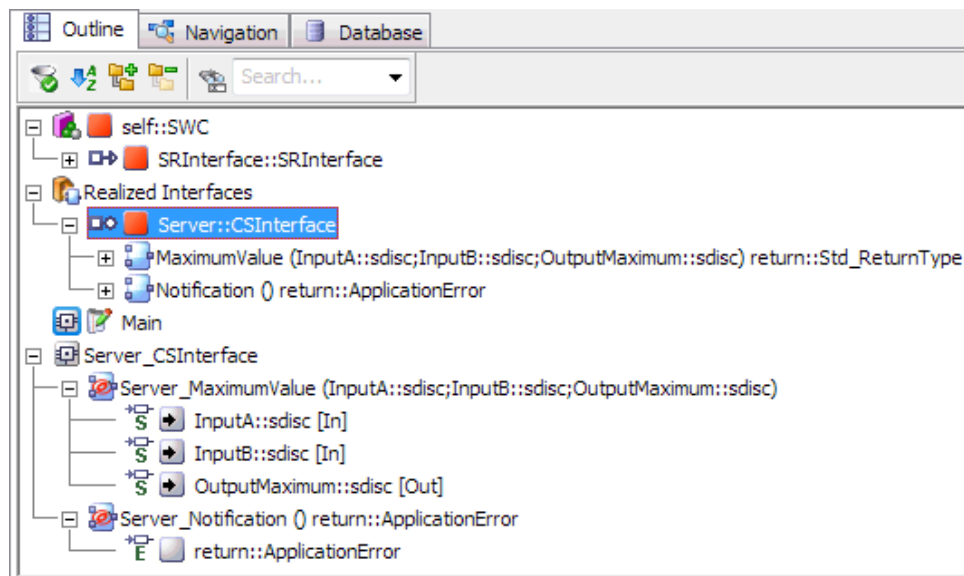 Outline Navigation Database
Search...
self::SWC
SRInterface::SRInterface
Realized Interfaces
Server::CSInterface
MaximumValue (InputA::sdisc;InputB::sdisc;OutputMaximum::sdisc) return::Std_ReturnType
Notification () return::ApplicationError
Main
Server_CSInterface
Server_MaximumValue (InputA::sdisc;InputB::sdisc;OutputMaximum::sdisc)
S InputA::sdisc [In]
S InputB::sdisc [In]
S OutputMaximum::sdisc [Out]
Server_Notification () return::ApplicationError
E return::ApplicationError